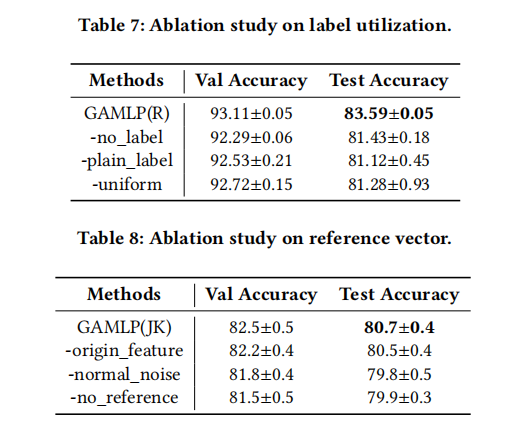 Table 7: Ablation study on label utilization.
Methods Val Accuracy Test Accuracy
GAMLP(R) 93.11±0.05 83.59±0.05
-no_label 92.29±0.06 81.43±0.18
-plain_label 92.53±0.21 81.12±0.45
-uniform 92.72±0.15 81.28±0.93
Table 8: Ablation study on reference vector.
Methods Val Accuracy Test Accuracy
GAMLP(JK) 82.5±0.5 80.7±0.4
-origin_feature 82.2±0.4 80.5±0.4
-normal_noise 81.8±0.4 79.8±0.5
-no_reference 81.5±0.5 79.9±0.3